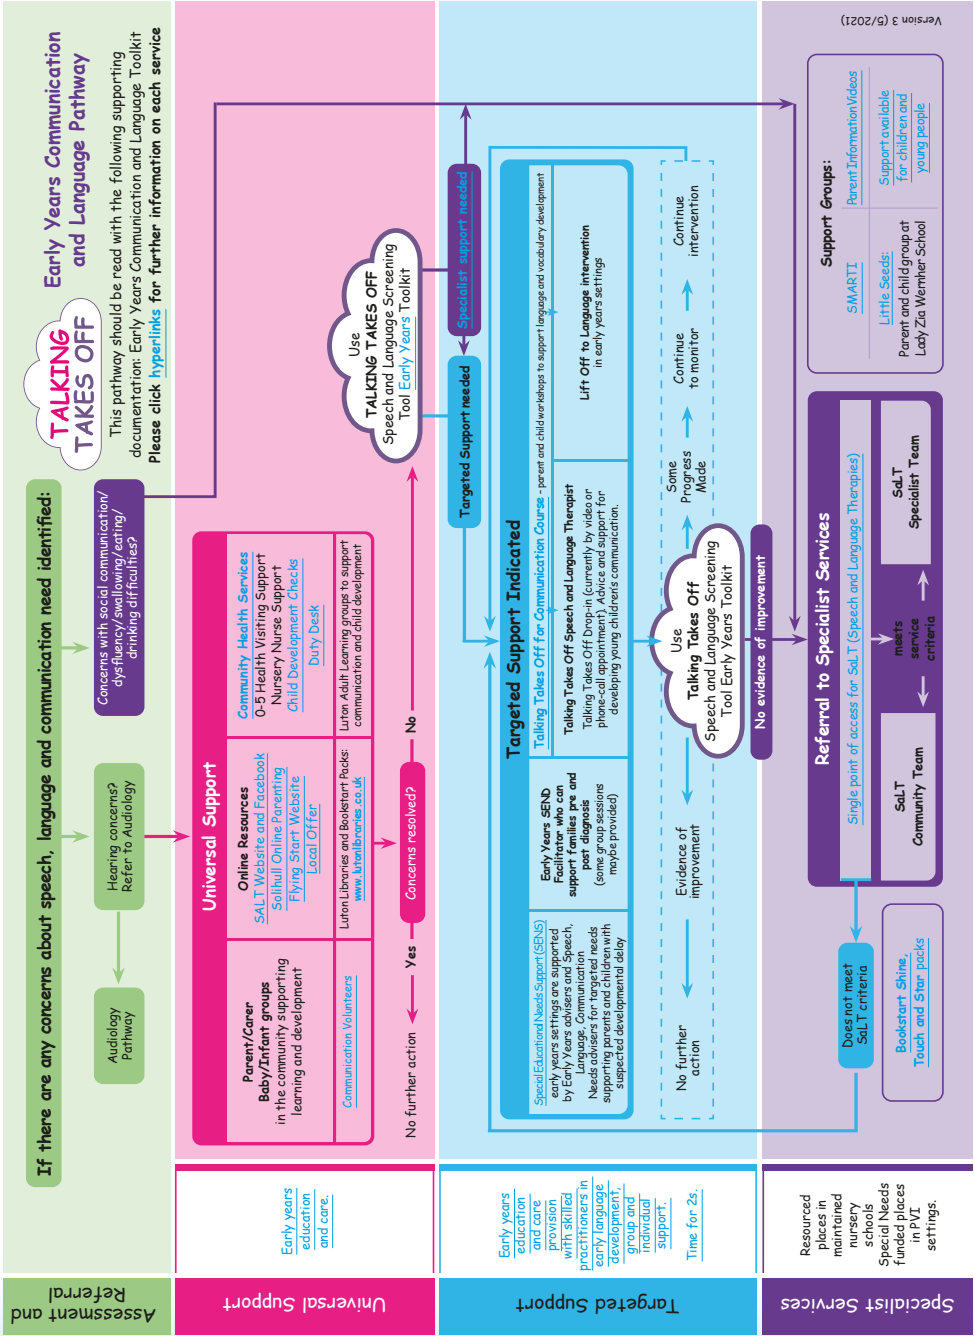 Early Years Communication
and Language Pathway
TALKING
TAKES OFF
This pathway should be read with the following supporting
documentation: Early Years Communication and Language Toolkit
Please click hyperlinks for further information on each service
If there are any concerns about speech, language and communication need identified:
Assessment and
Referral
Audiology
Pathway
Hearing concerns?
Refer to Audiology
Concerns with social communication/
dysfluency/swallowing/eating/
drinking difficulties?
Universal Support
Early years
education
and care.
Universal Support
Parent/Carer
Baby/Infant groups
in the community supporting
learning and development
Communication Volunteers
Online Resources
SALT Website and Facebook
Solihull Online Parenting
Flying Start Website
Local Offer
Luton Libraries and Bookstart Packs:
www.lutonlibraries.co.uk
Community Health Services
0-5 Health Visiting Support
Nursery Nurse Support
Child Development Checks
Duty Desk
Luton Adult Learning groups to support
communication and child development
No further action
Yes
Concerns resolved?
No
Use
TALKING TAKES OFF
Speech and Language Screening
Tool Early Years Toolkit
Targeted Support needed
Specialist support needed
Targeted Support
Early years
education
and care
provision
with skilled
practitioners in
early language
development,
group and
individual
support.
Time for 2s.
Targeted Support Indicated
Special Educational Needs Support (SENS)
early years settings are supported
by Early Years advisers and Speech,
Language, Communication
Needs advisers for targeted needs
supporting parents and children with
suspected developmental delay
Early Years SEND
Facilitator who can
support families pre and
post diagnosis
(some group sessions
maybe provided)
Talking Takes Off for Communication Course - parent and child workshops to support language and vocabulary development
Talking Takes Off Speech and Language Therapist
Talking Takes Off Drop-in (currently by video or
phone-call appointment). Advice and support for
developing young children's communication.
Lift Off to Language intervention
in early years settings
No further
action
Evidence of
improvement
Use
Talking Takes Off
Speech and Language Screening
Tool Early Years Toolkit
Some
Progress
Made
Continue
to monitor
Continue
intervention
No evidence of improvement
Specialist Services
Resourced
places in
maintained
nursery
schools
Special Needs
funded places
in PVI
settings.
Does not meet
SaLT criteria
Bookstart Shine,
Touch and Star packs
Referral to Specialist Services
Single point of access for SaLT (Speech and Language Therapies)
SaLT
Community Team
meets
service
criteria
SaLT
Specialist Team
Support Groups:
SMARTI
Parent Information Videos
Little Seeds:
Parent and child group at
Lady Zia Wernher School
Support available
for children and
young people
Version 3 (5/2021)